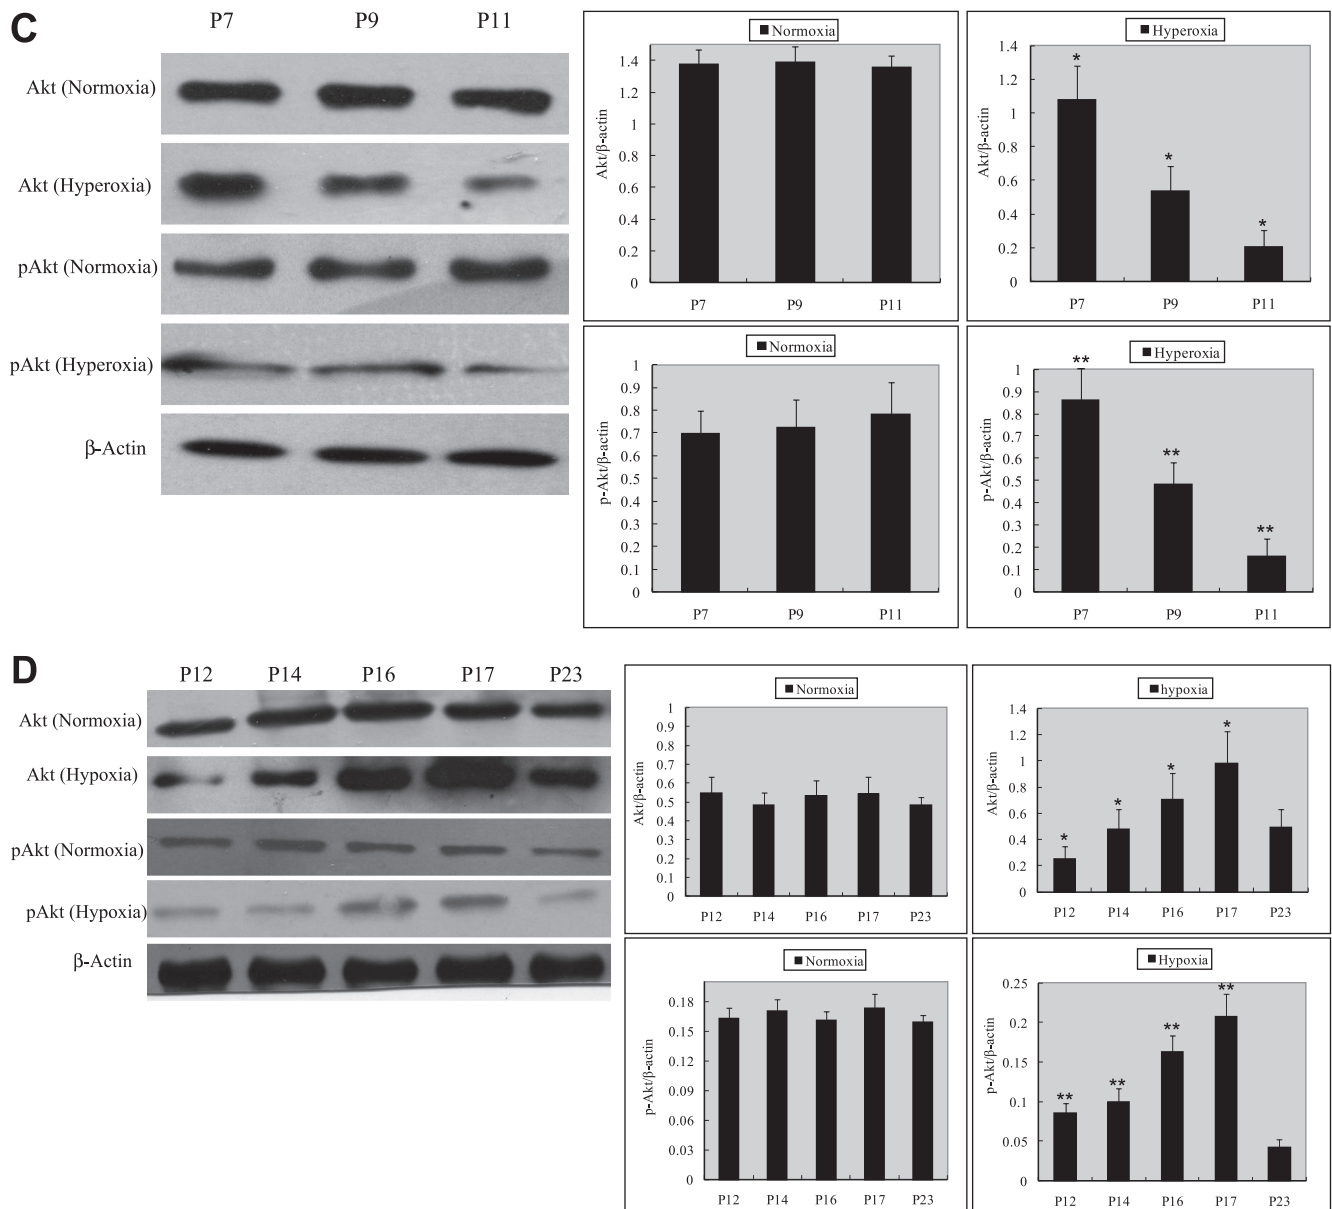 C
P7 P9 P11
Akt (Normoxia)
Akt (Hyperoxia)
pAkt (Normoxia)
pAkt (Hyperoxia)
β-Actin
Normoxia
Akt/β-actin
1.4
1.2
1
0.8
0.6
0.4
0.2
0
P7 P9 P11
Hyperoxia
Akt/β-actin
1.4
1.2
1
0.8
0.6
0.4
0.2
0
* * *
P7 P9 P11
Normoxia
p-Akt/β-actin
1
0.9
0.8
0.7
0.6
0.5
0.4
0.3
0.2
0.1
0
P7 P9 P11
Hyperoxia
p-Akt/β-actin
1
0.9
0.8
0.7
0.6
0.5
0.4
0.3
0.2
0.1
0
** ** **
P7 P9 P11
D
P12 P14 P16 P17 P23
Akt (Normoxia)
Akt (Hypoxia)
pAkt (Normoxia)
pAkt (Hypoxia)
β-Actin
Normoxia
Akt/β-actin
1
0.9
0.8
0.7
0.6
0.5
0.4
0.3
0.2
0.1
0
P12 P14 P16 P17 P23
hypoxia
Akt/β-actin
1.4
1.2
1
0.8
0.6
0.4
0.2
0
* * * *
P12 P14 P16 P17 P23
Normoxia
p-Akt/β-actin
0.18
0.15
0.12
0.09
0.06
0.03
0
P12 P14 P16 P17 P23
Hypoxia
p-Akt/β-actin
0.25
0.2
0.15
0.1
0.05
0
** ** ** **
P12 P14 P16 P17 P23